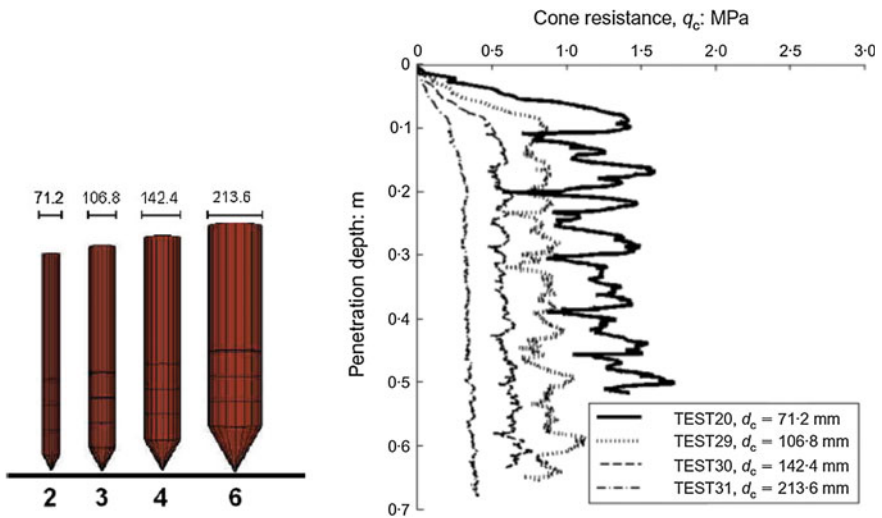 71.2 106.8 142.4 213.6
2 3 4 6
Cone resistance, qc: MPa
0 0·5 1·0 1·5 2·0 2·5 3·0
0
0·1
0·2
0·3
0·4
0·5
0·6
0·7
Penetration depth: m
TEST20, dc = 71·2 mm
TEST29, dc = 106·8 mm
TEST30, dc = 142·4 mm
TEST31, dc = 213·6 mm